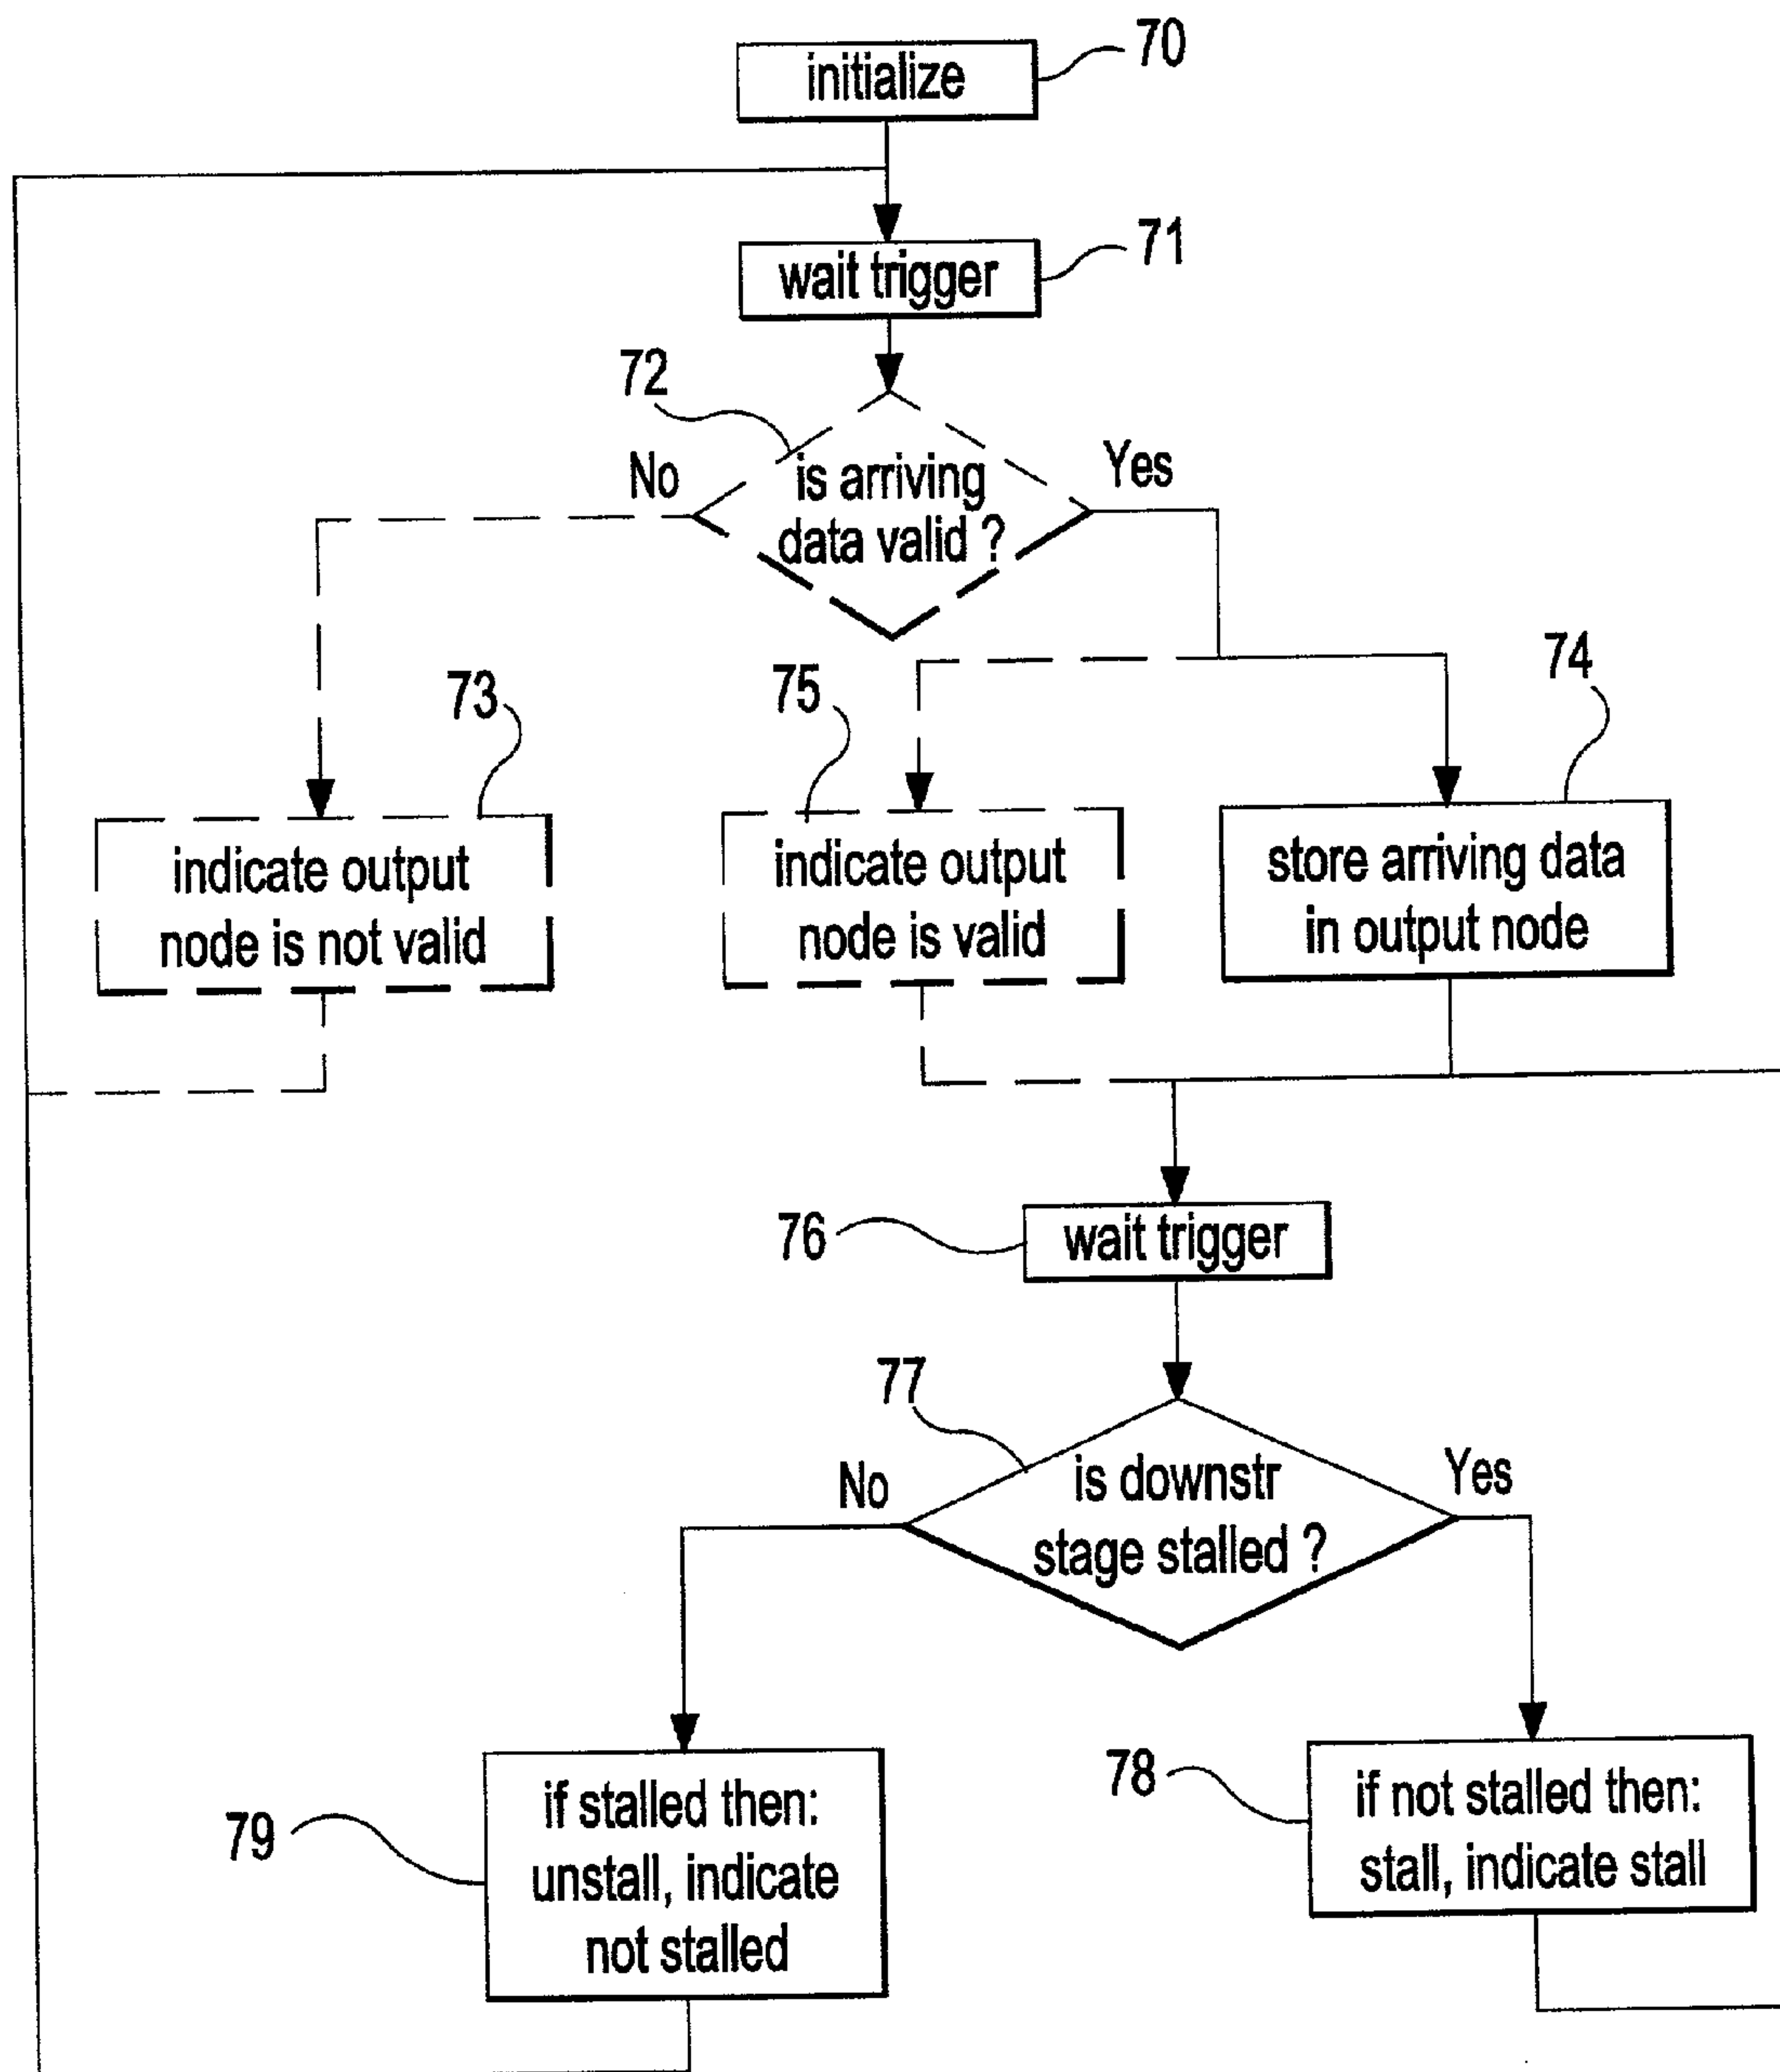 initialize
70
wait trigger
71
72
No
is arriving
data valid ?
Yes
73
75
74
indicate output
node is not valid
indicate output
node is valid
store arriving data
in output node
76
wait trigger
77
No
is downstr
stage stalled ?
Yes
79
if stalled then:
unstall, indicate
not stalled
78
if not stalled then:
stall, indicate stall